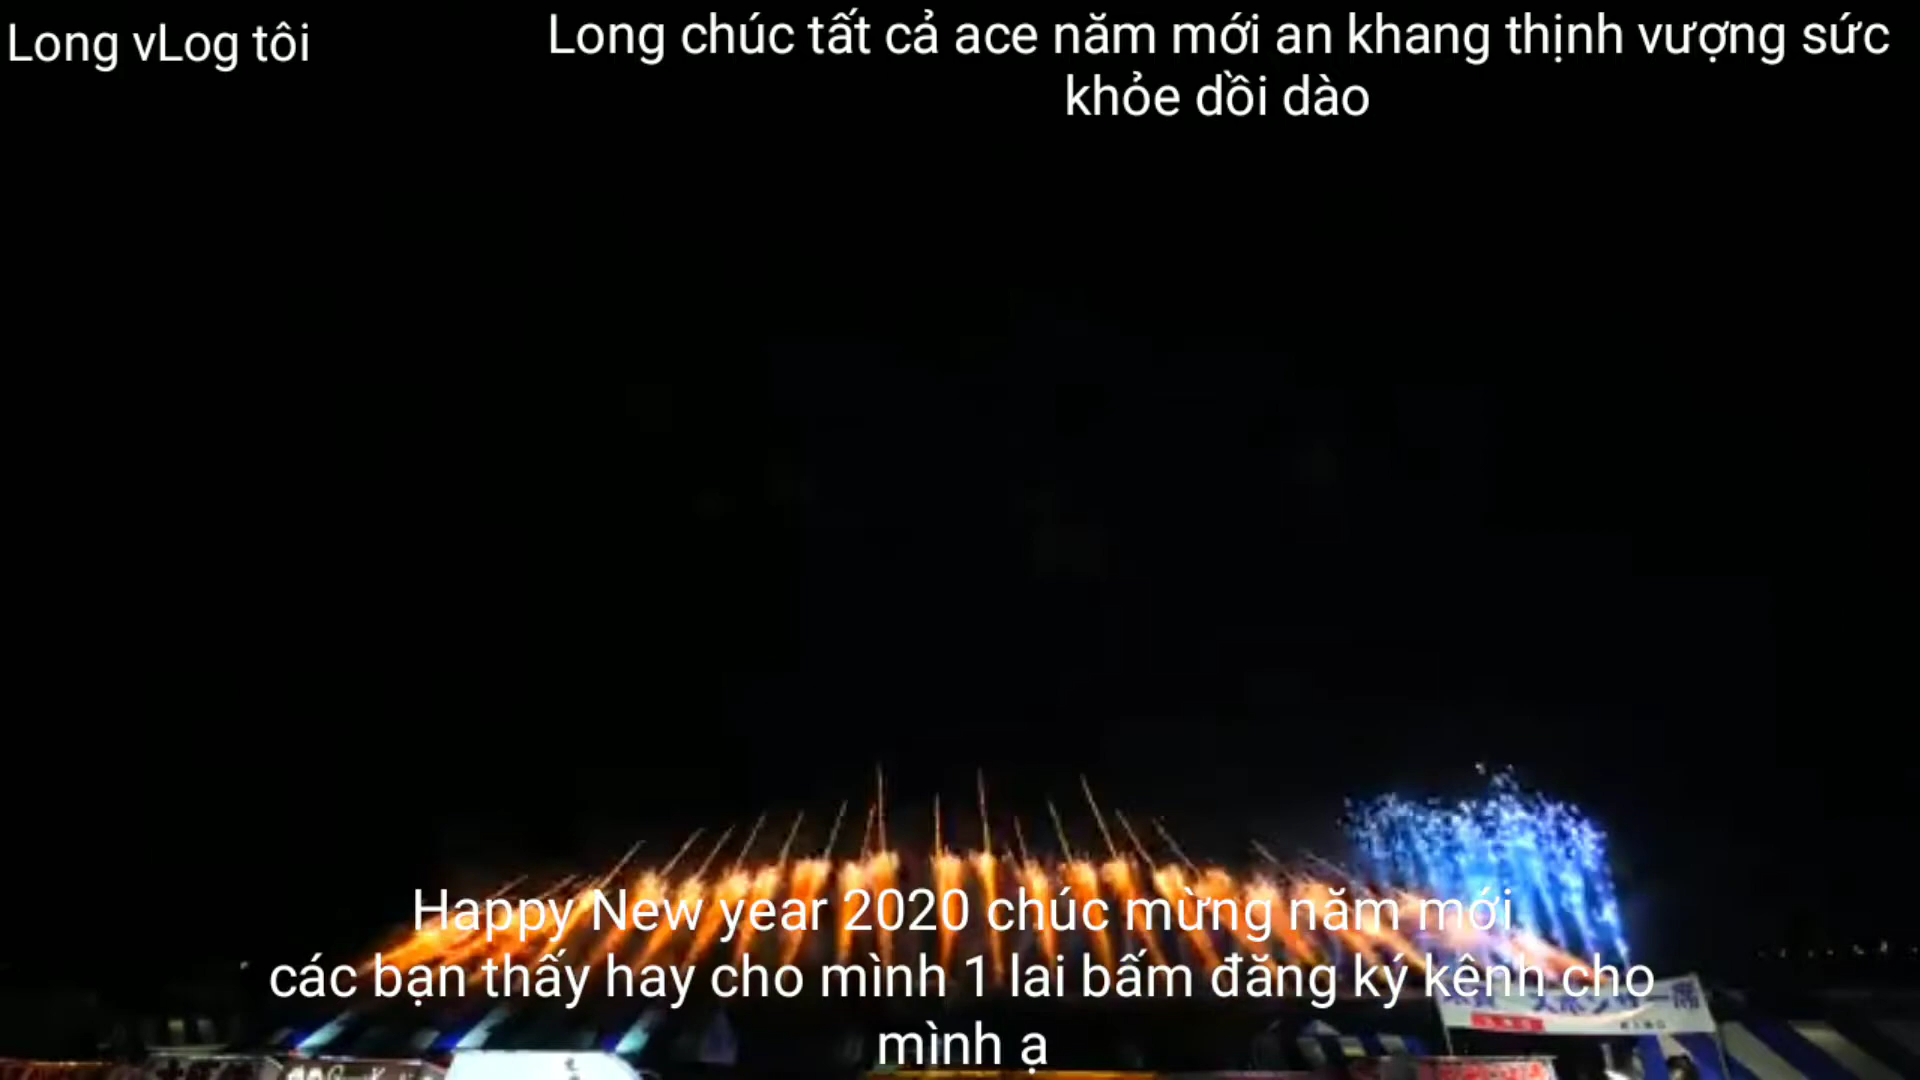 Long vLog tôi
Long chúc tất cả ace năm mới an khang thịnh vượng sức
khỏe dồi dào
Happy New year 2020 chúc mừng năm mới
các bạn thấy hay cho mình 1 lai bấm đăng ký kênh cho
mình ạ